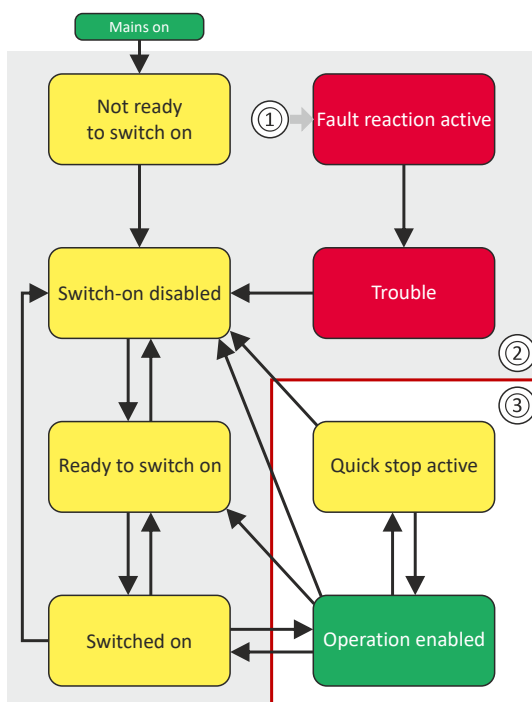 Mains on
Not ready
to switch on
①
Fault reaction active
Switch-on disabled
Trouble
②
③
Ready to switch on
Quick stop active
Switched on
Operation enabled